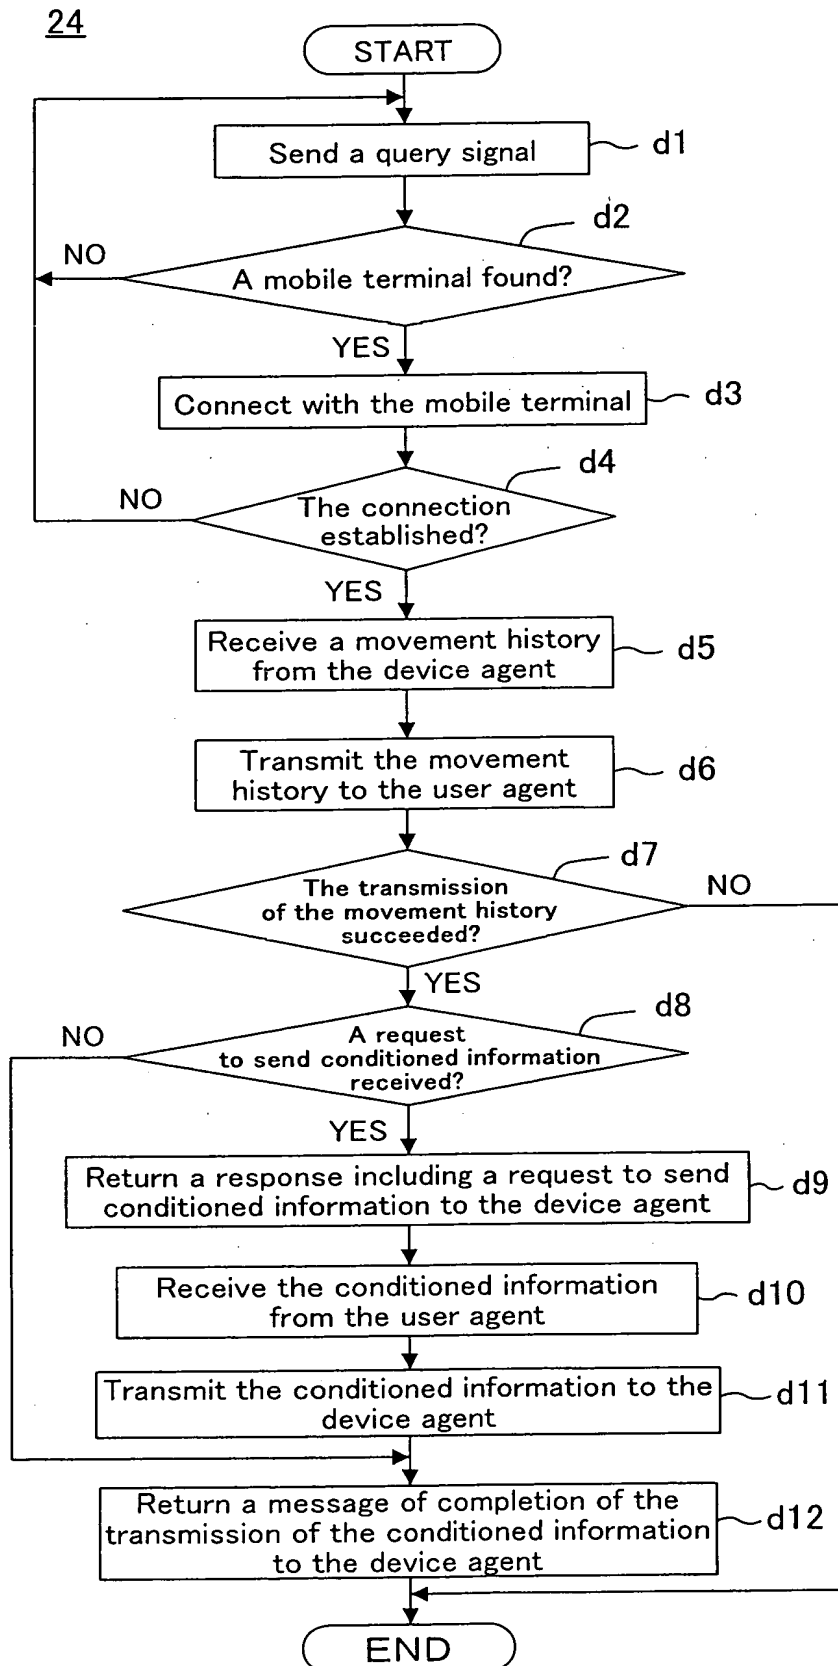 24
START
Send a query signal
d1
d2
NO
A mobile terminal found?
YES
Connect with the mobile terminal
d3
d4
NO
The connection
established?
YES
Receive a movement history
from the device agent
d5
Transmit the movement
history to the user agent
d6
d7
NO
The transmission
of the movement history
succeeded?
YES
d8
NO
A request
to send conditioned information
received?
YES
Return a response including a request to send
conditioned information to the device agent
d9
Receive the conditioned information
from the user agent
d10
Transmit the conditioned information to the
device agent
d11
Return a message of completion of the
transmission of the conditioned information
to the device agent
d12
END